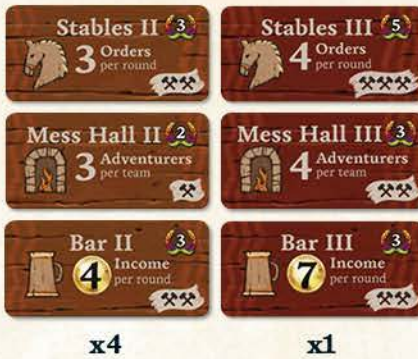 Stables II 3
3 Orders
per round
Stables III 5
4 Orders
per round
Mess Hall II 2
3 Adventurers
per team
Mess Hall III 3
4 Adventurers
per team
Bar II 3
4 Income
per round
Bar III 3
7 Income
per round
x4
x1